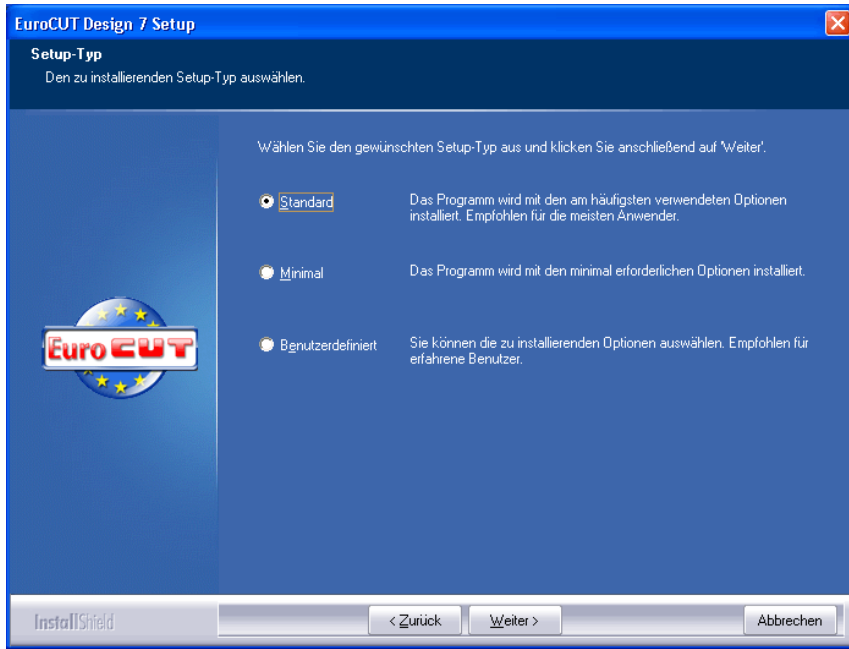 EuroCUT Design 7 Setup
Setup-Typ
Den zu installierenden Setup-Typ auswählen.
Wählen Sie den gewünschten Setup-Typ aus und klicken Sie anschließend auf 'Weiter'.
Standard
Das Programm wird mit den am häufigsten verwendeten Optionen
installiert. Empfohlen für die meisten Anwender.
Minimal
Das Programm wird mit den minimal erforderlichen Optionen installiert.
Benutzerdefiniert
Sie können die zu installierenden Optionen auswählen. Empfohlen für
erfahrene Benutzer.
Euro CUT
InstallShield
< Zurück
Weiter >
Abbrechen